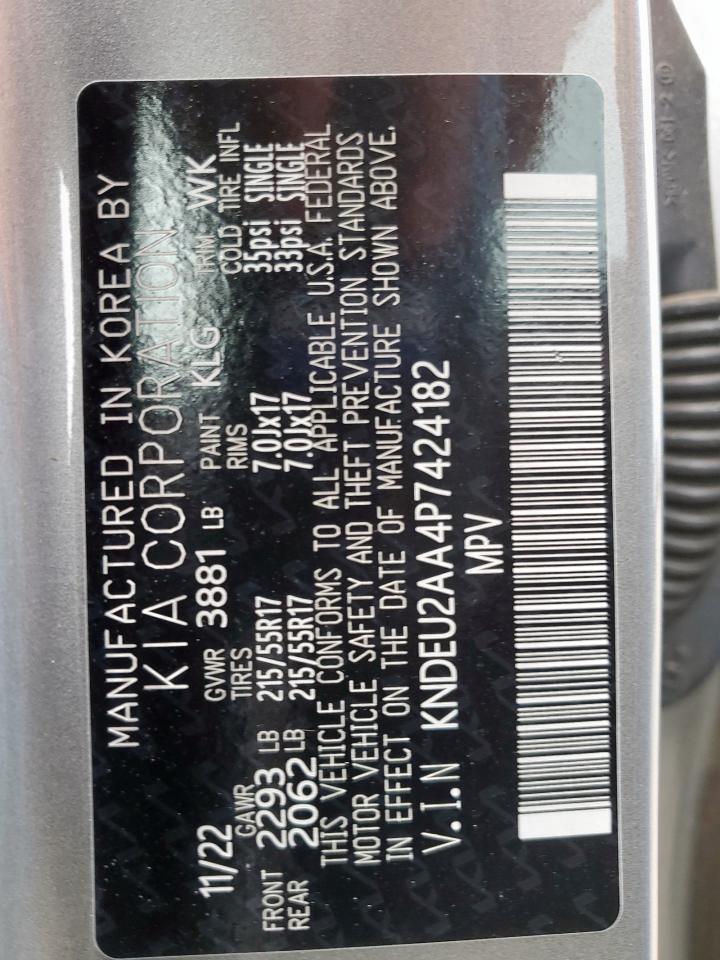 MANUFACTURED IN KOREA BY
KIA CORPORATION
11/22 GVWR 3881 LB PAINT KLG TRIM WK
GAWR TIRES RIMS COLD TIRE INFL
FRONT 2293 LB 215/55R17 7.0Jx17 35psi SINGLE
REAR 2062 LB 215/55R17 7.0Jx17 33psi SINGLE
THIS VEHICLE CONFORMS TO ALL APPLICABLE U.S.A. FEDERAL
MOTOR VEHICLE SAFETY AND THEFT PREVENTION STANDARDS
IN EFFECT ON THE DATE OF MANUFACTURE SHOWN ABOVE.
V.I.N KNDEU2AA4P7424182
MPV